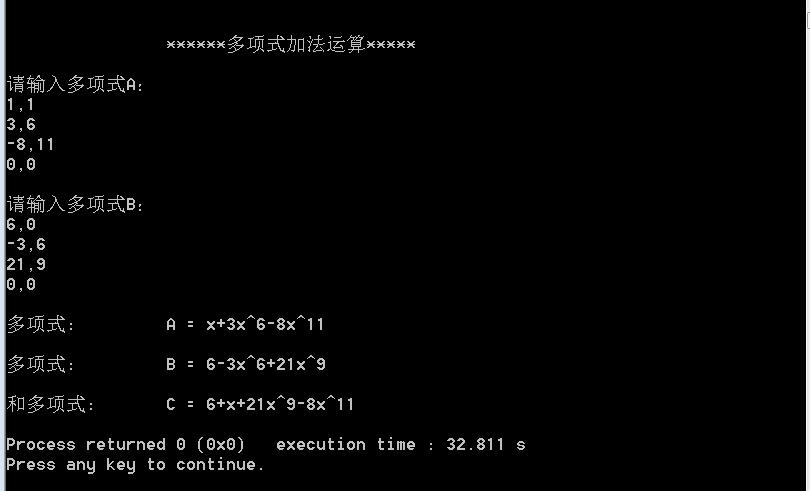 ******多项式加法运算*****
请输入多项式A:
1,1
3,6
-8,11
0,0
请输入多项式B:
6,0
-3,6
21,9
0,0
多项式: A = x+3x^6-8x^11
多项式: B = 6-3x^6+21x^9
和多项式: C = 6+x+21x^9-8x^11
Process returned 0 (0x0) execution time : 32.811 s
Press any key to continue.